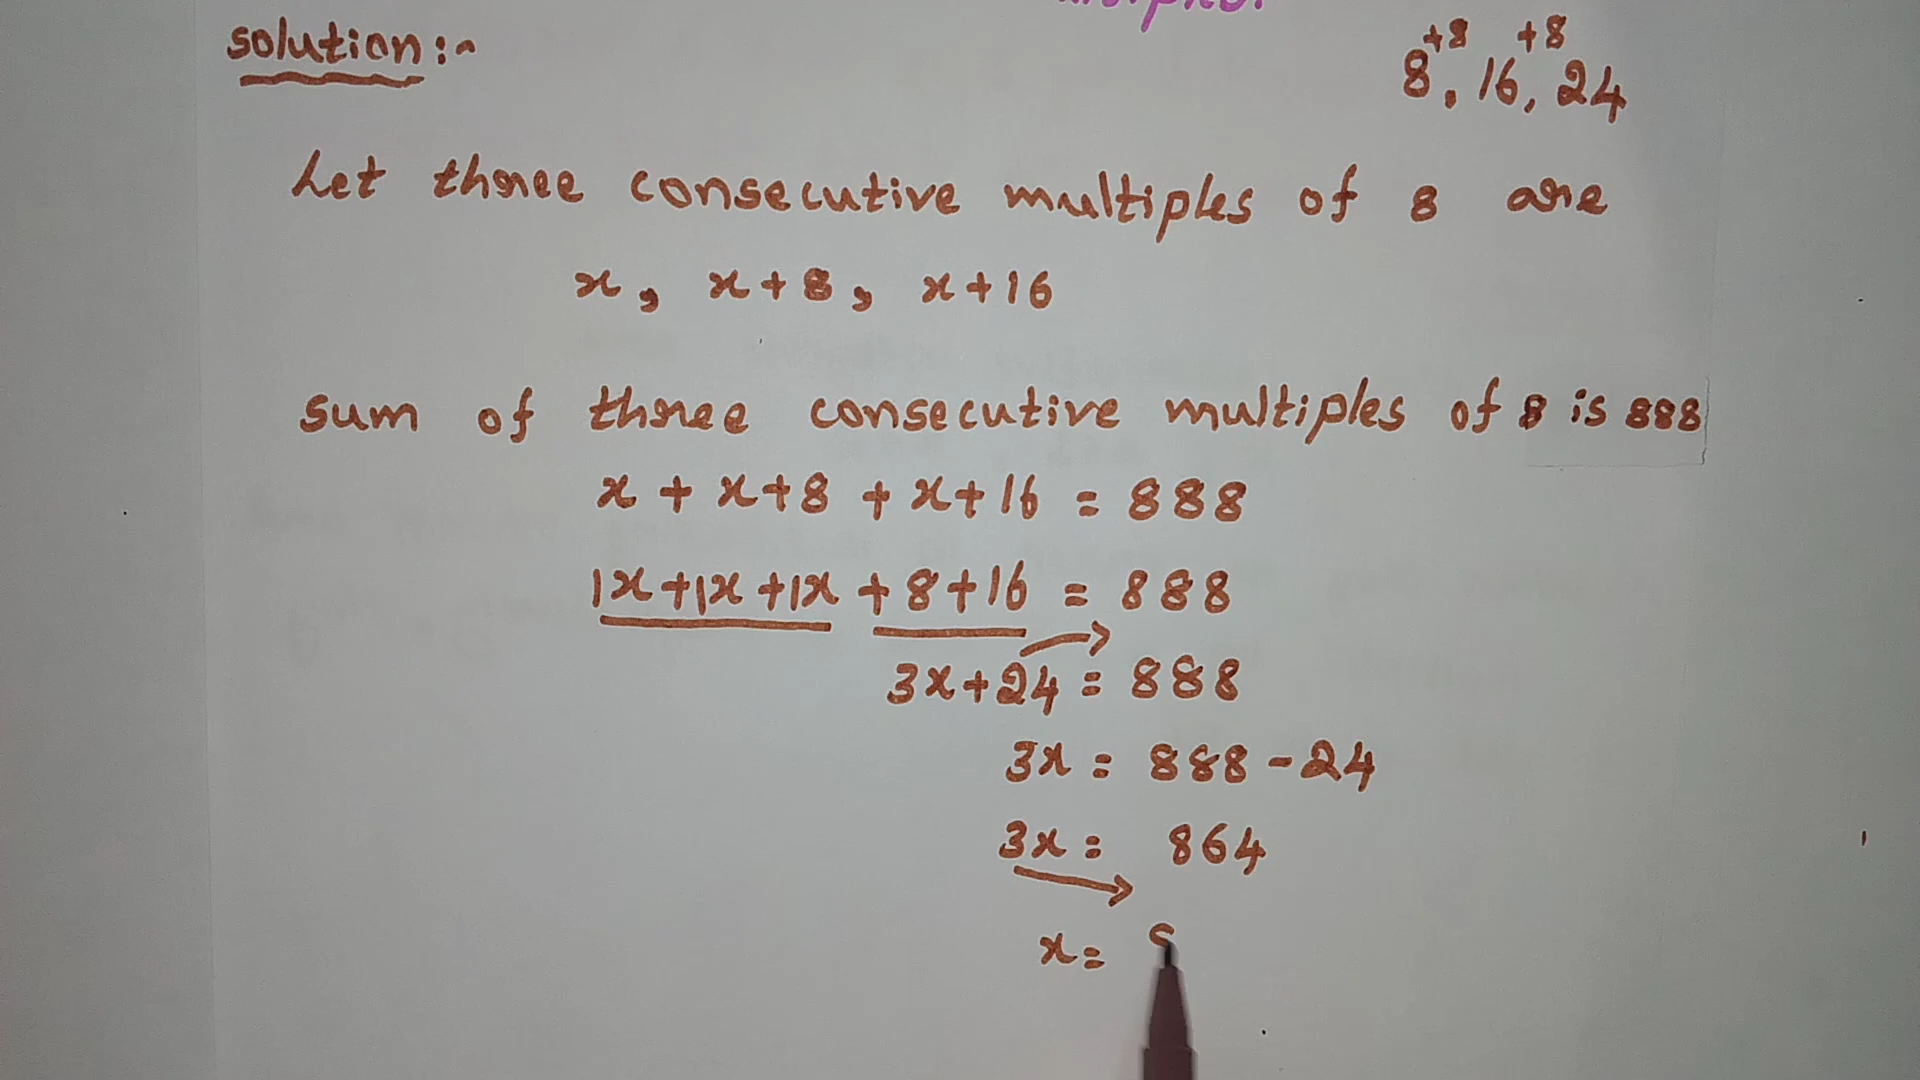 solution:-
+8 +8
8, 16, 24
Let three consecutive multiples of 8 are
x, x+8, x+16
sum of three consecutive multiples of 8 is 888
x + x+8 + x+16 = 888
1x+1x+1x +8+16 = 888
3x+24 = 888
3x = 888-24
3x = 864
x =